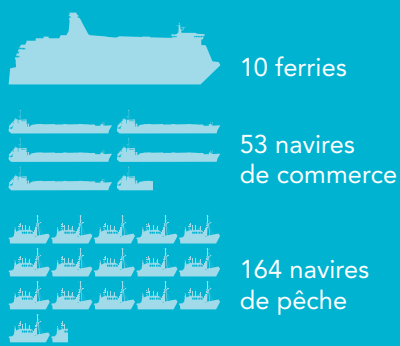 10 ferries
53 navires
de commerce
164 navires
de pêche